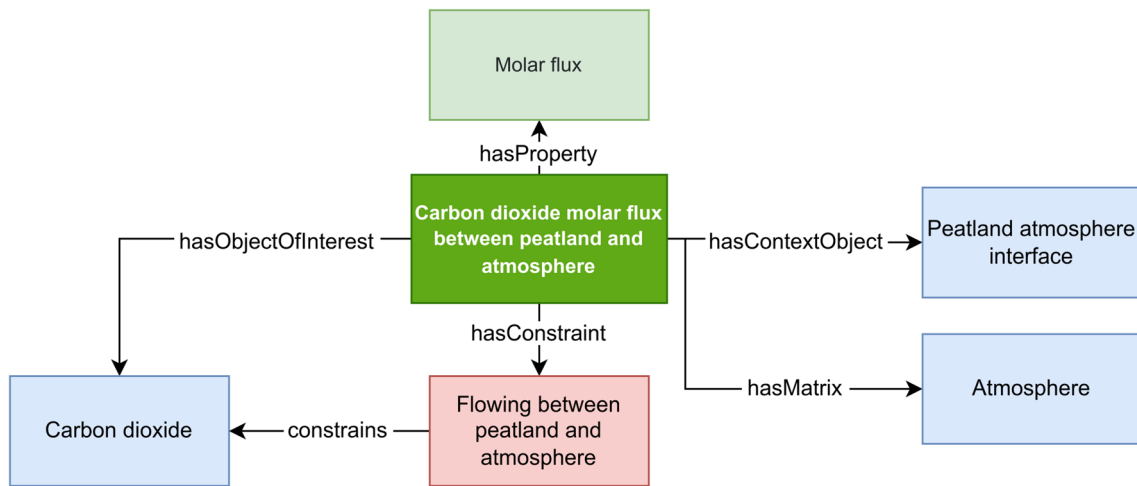 Molar flux
hasProperty
Carbon dioxide molar flux
between peatland and
atmosphere
hasObjectOfInterest
hasContextObject
Peatland atmosphere
interface
hasConstraint
hasMatrix
Atmosphere
Carbon dioxide
constrains
Flowing between
peatland and
atmosphere